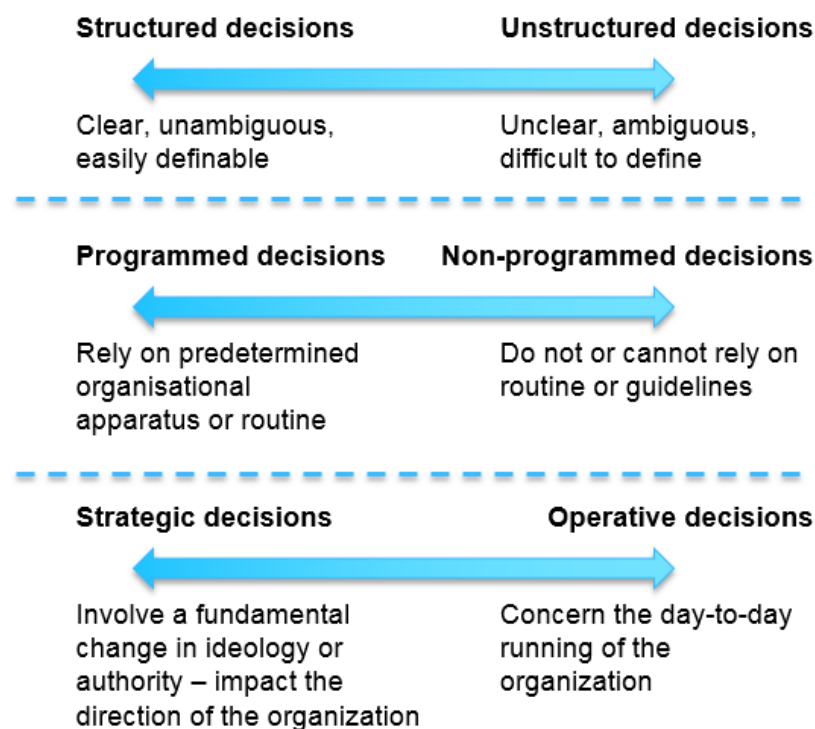 Structured decisions
Unstructured decisions
Clear, unambiguous,
easily definable
Unclear, ambiguous,
difficult to define
Programmed decisions
Non-programmed decisions
Rely on predetermined
organisational
apparatus or routine
Do not or cannot rely on
routine or guidelines
Strategic decisions
Operative decisions
Involve a fundamental
change in ideology or
authority – impact the
direction of the organization
Concern the day-to-day
running of the
organization